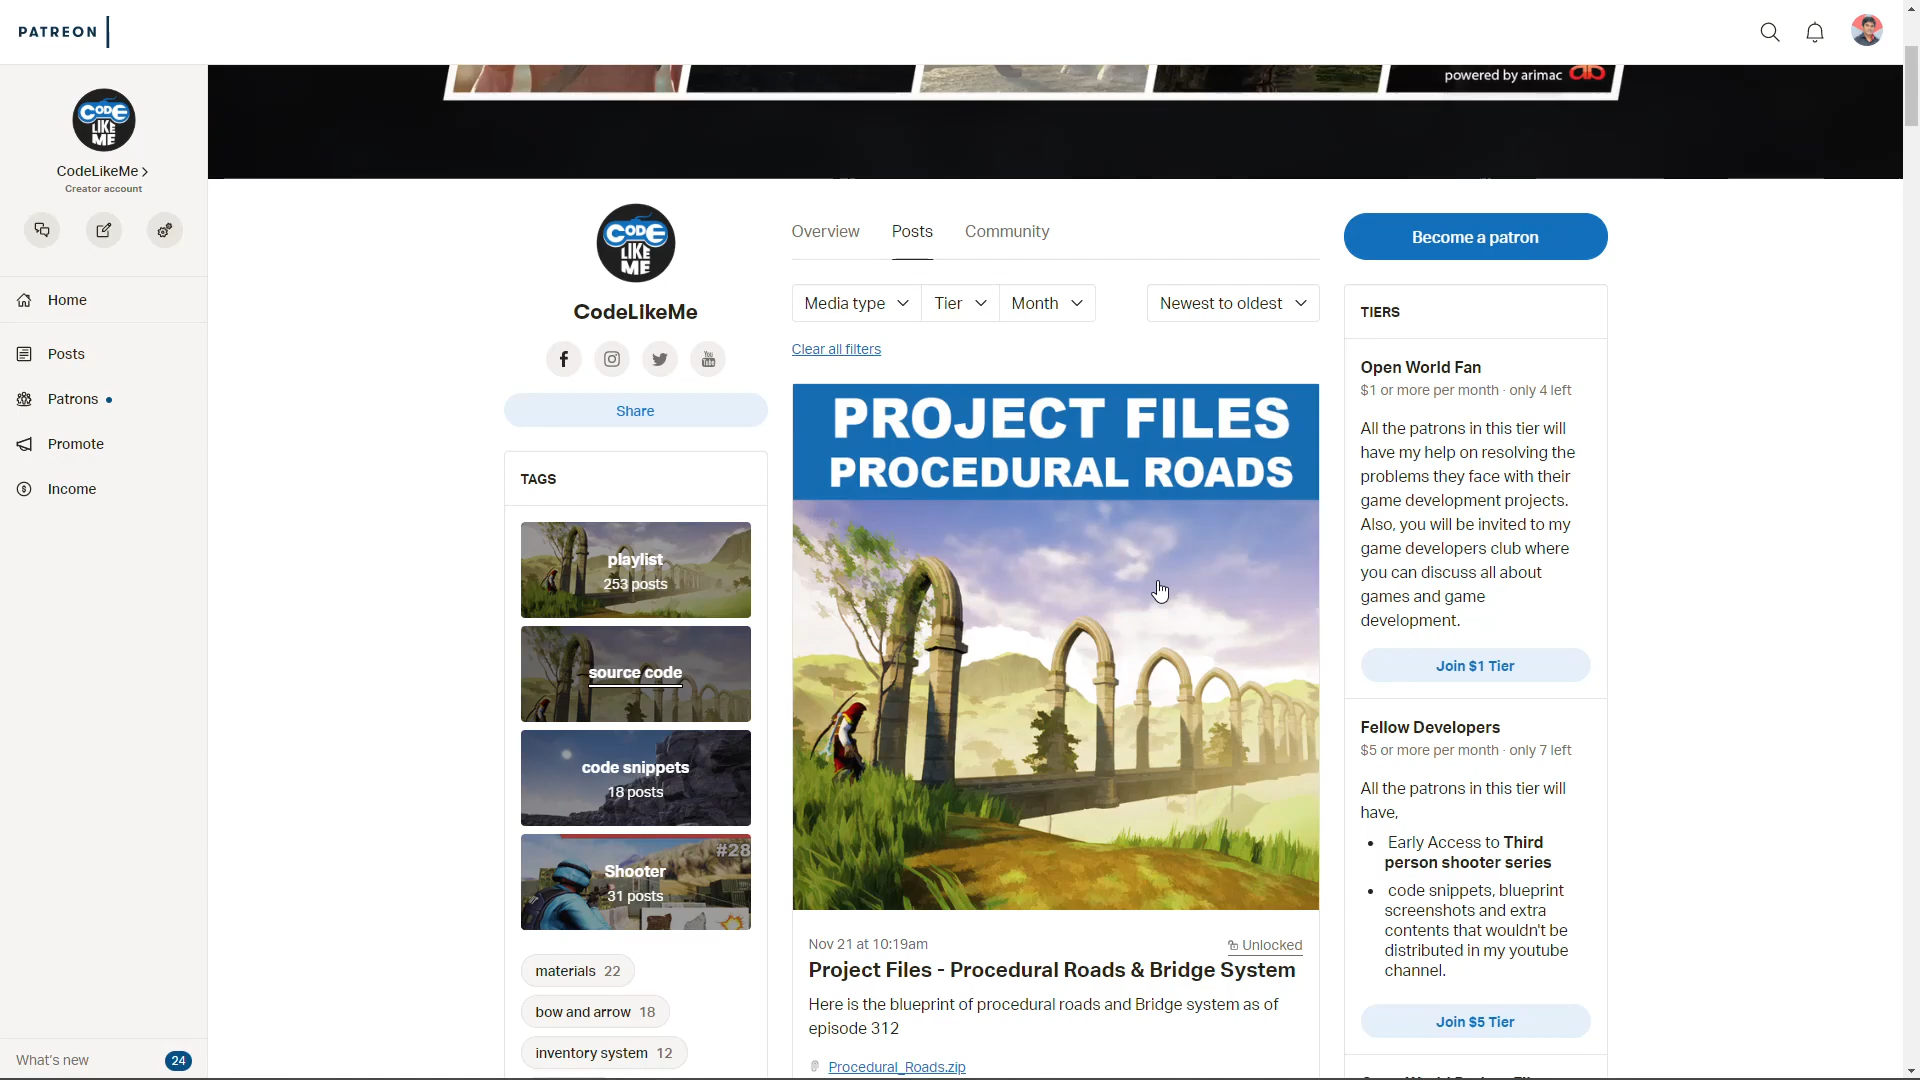 PATREON
powered by arimac
CODE
LIKE
ME
CodeLikeMe
Creator account
Home
Posts
Patrons
Promote
Income
What's new
24
CODE
LIKE
ME
CodeLikeMe
You
Tube
Share
TAGS
playlist
253 posts
source code
code snippets
18 posts
#28
Shooter
31 posts
materials 22
bow and arrow 18
inventory system 12
Overview Posts Community
Media type Tier Month Newest to oldest
Clear all filters
PROJECT FILES
PROCEDURAL ROADS
Nov 21 at 10:19am Unlocked
Project Files - Procedural Roads & Bridge System
Here is the blueprint of procedural roads and Bridge system as of
episode 312
Procedural_Roads.zip
Become a patron
TIERS
Open World Fan
$1 or more per month · only 4 left
All the patrons in this tier will
have my help on resolving the
problems they face with their
game development projects.
Also, you will be invited to my
game developers club where
you can discuss all about
games and game
development.
Join $1 Tier
Fellow Developers
$5 or more per month · only 7 left
All the patrons in this tier will
have,
• Early Access to Third
person shooter series
• code snippets, blueprint
screenshots and extra
contents that wouldn't be
distributed in my youtube
channel.
Join $5 Tier